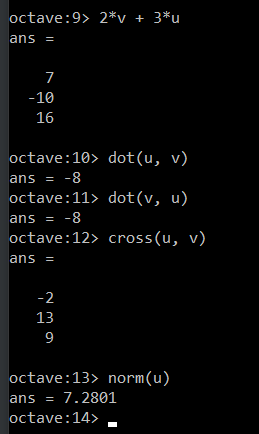 octave:9> 2*v + 3*u
ans =
7
-10
16
octave:10> dot(u, v)
ans = -8
octave:11> dot(v, u)
ans = -8
octave:12> cross(u, v)
ans =
-2
13
9
octave:13> norm(u)
ans = 7.2801
octave:14>